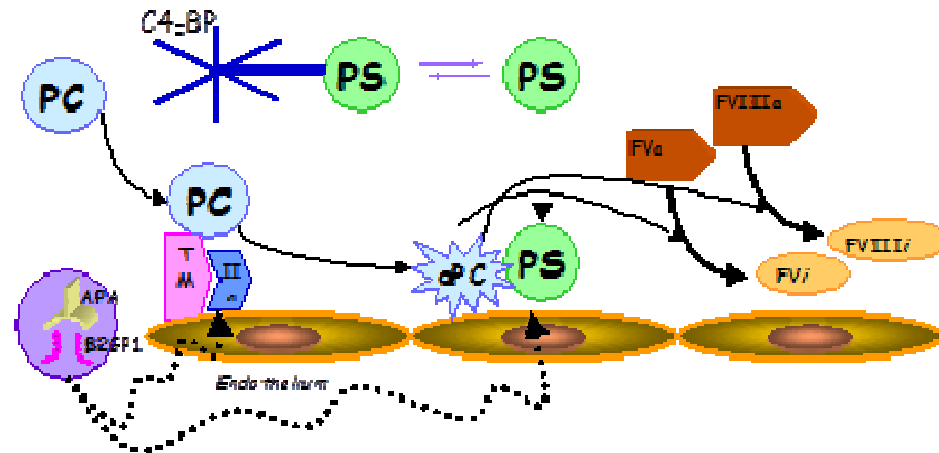 C4-BP
PS
PS
PC
FVIIIa
FVa
PC
T
M
II
a
aPC
PS
FVIIIi
FVi
APA
B2GP1
Endothelium